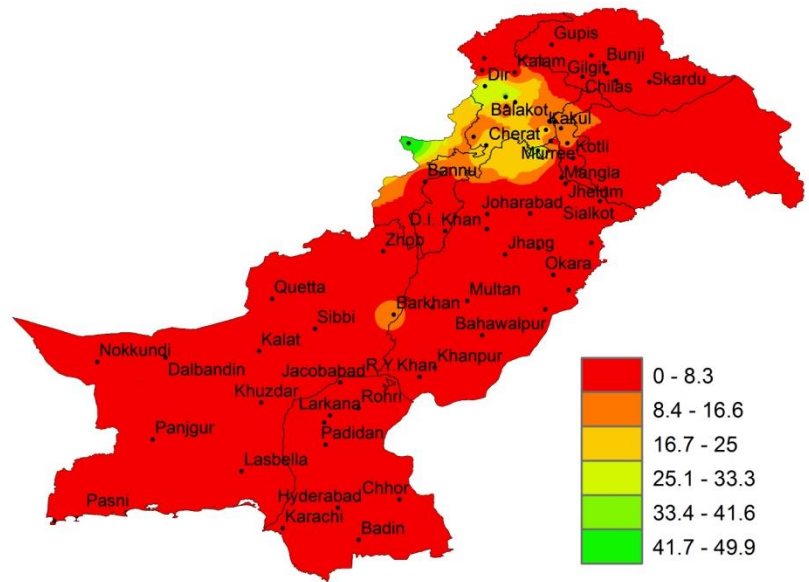 Gupis
Bunji
Kalam
Gilgit
Dir
Skardu
Chilas
Balakot
Kakul
Cherat
Murree
Kotli
Bannu
Mangla
Jhelum
Joharabad
Sialkot
D.I. Khan
Zhob
Jhang
Okara
Quetta
Barkhan
Multan
Sibbi
Bahawalpur
Kalat
Nokkundi
Dalbandin
R.Y.Khan
Khanpur
Jacobabad
Khuzdar
Rohri
Larkana
Panjgur
Padidan
Lasbella
Pasni
Hyderabad
Chhor
Karachi
Badin
0 - 8.3
8.4 - 16.6
16.7 - 25
25.1 - 33.3
33.4 - 41.6
41.7 - 49.9